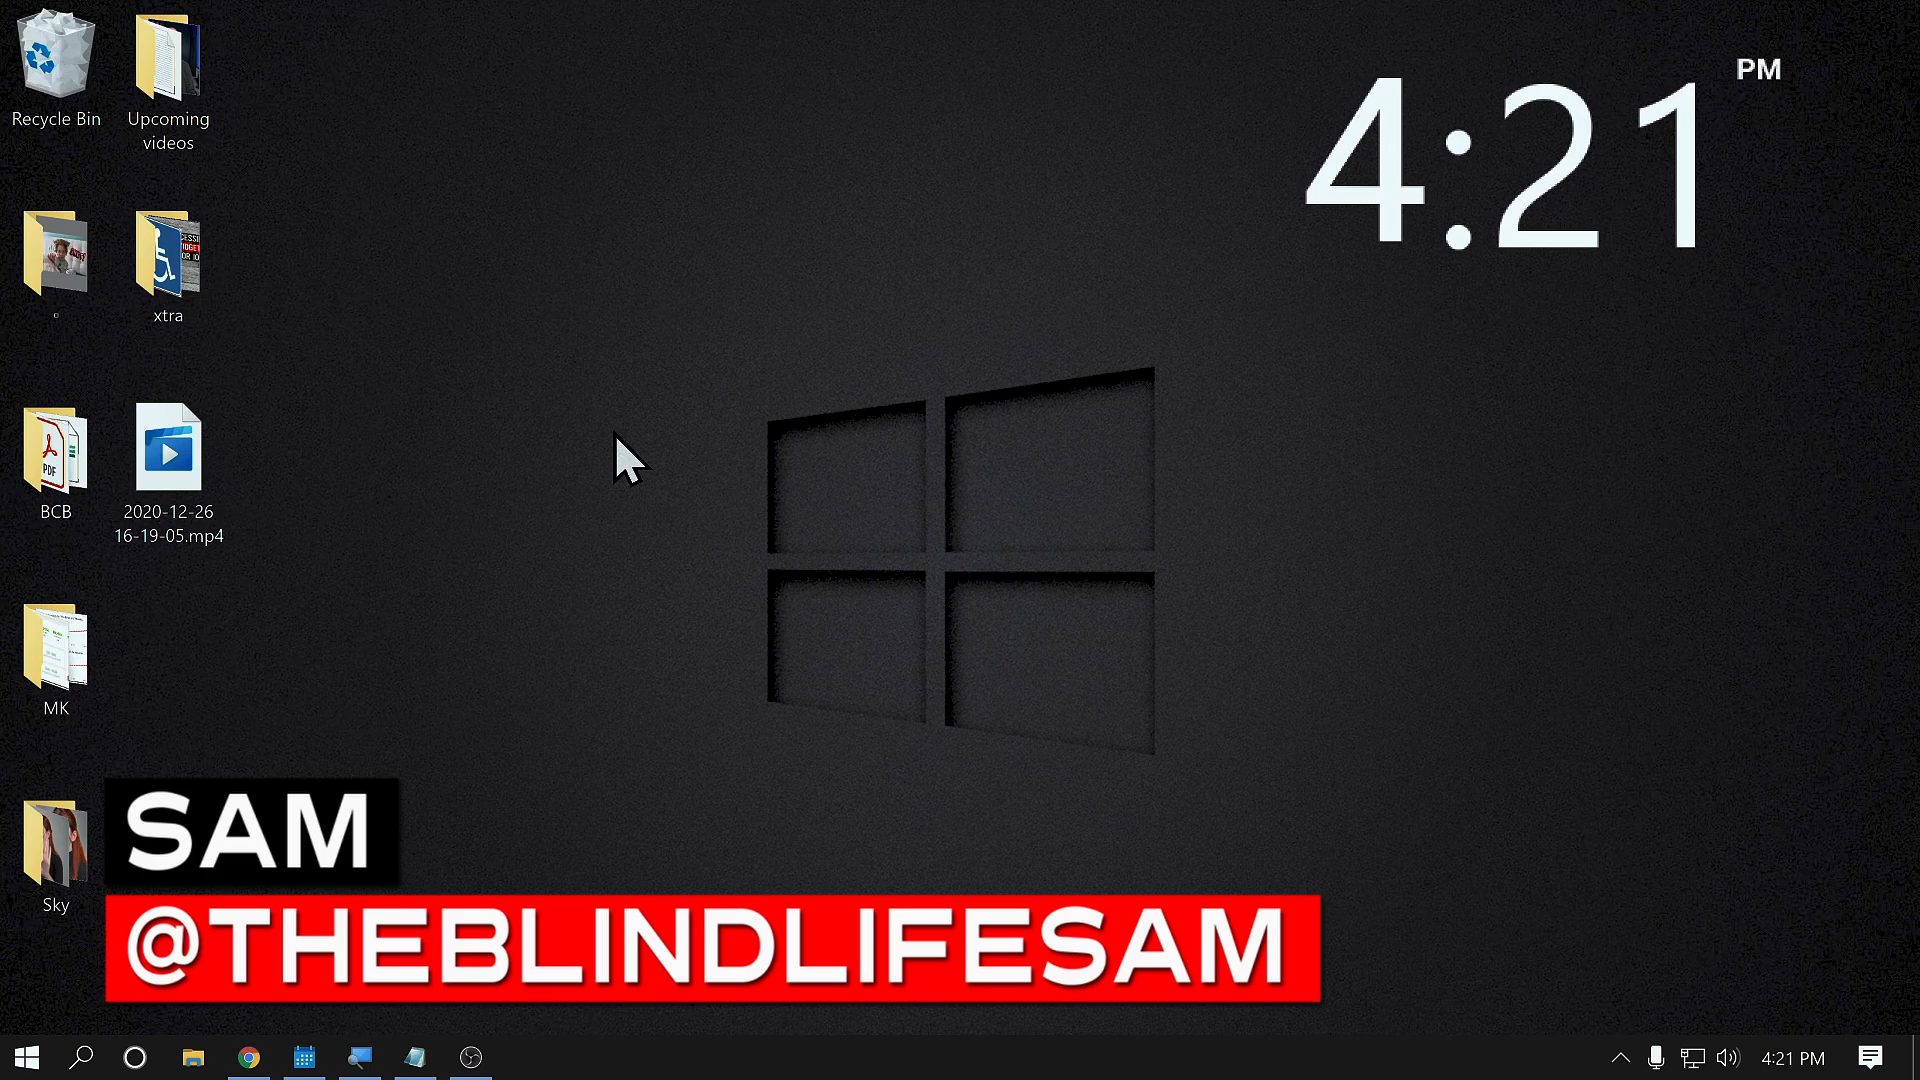 Recycle Bin
Upcoming
videos
xtra
BCB
2020-12-26
16-19-05.mp4
MK
Sky
4:21
PM
SAM
@THEBLINDLIFESAM
4:21 PM
PDF